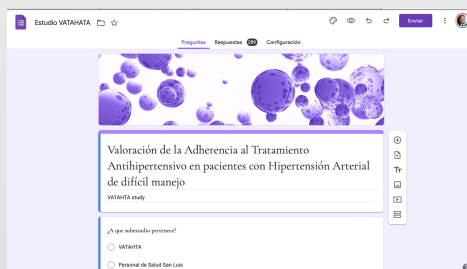 Estudio VATAHATA
Enviar
Preguntas Respuestas 289 Configuración
Valoración de la Adherencia al Tratamiento
Antihipertensivo en pacientes con Hipertensión Arterial
de difícil manejo
VATAHTA study
¿A que subestudio pertenece?
VATAHTA
Personal de Salud San Luis